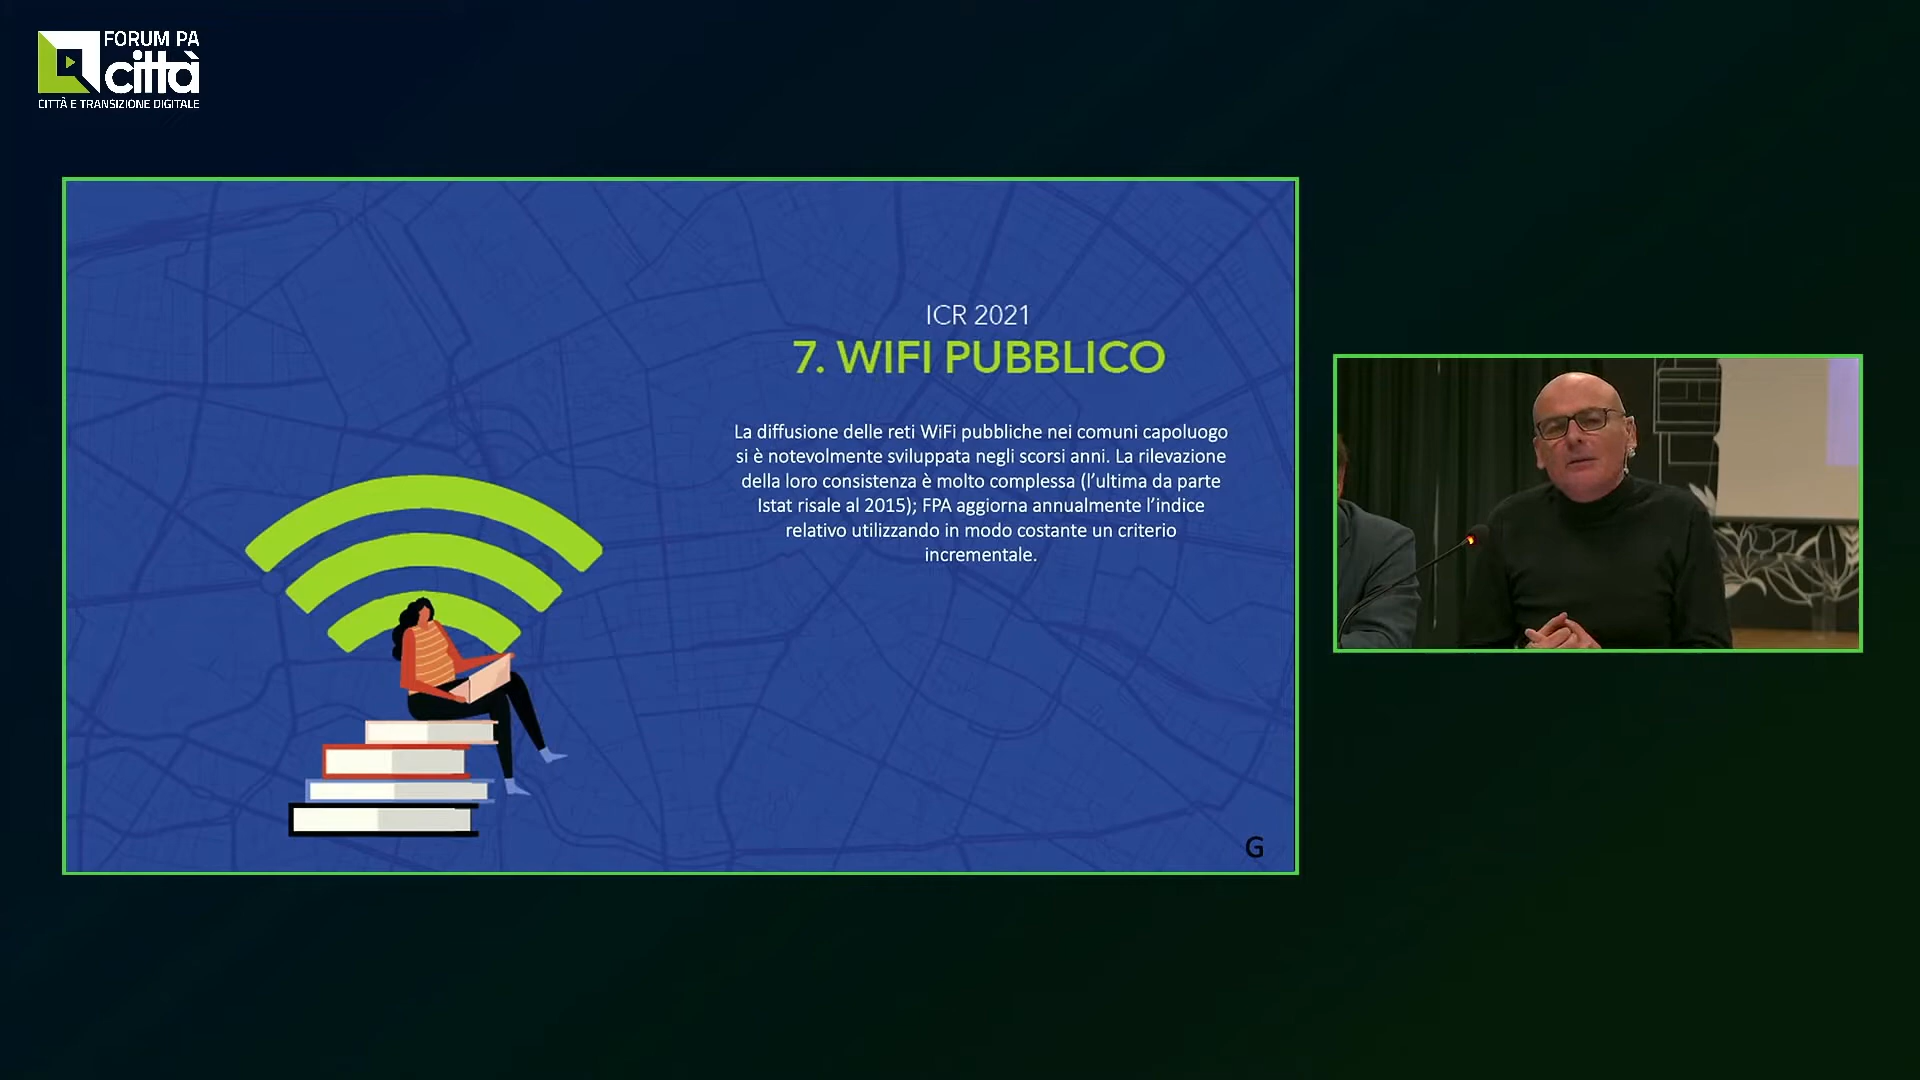 FORUM PA
città
CITTÀ E TRANSIZIONE DIGITALE
ICR 2021
7. WIFI PUBBLICO
La diffusione delle reti WiFi pubbliche nei comuni capoluogo
si è notevolmente sviluppata negli scorsi anni. La rilevazione
della loro consistenza è molto complessa (l'ultima da parte
Istat risale al 2015); FPA aggiorna annualmente l'indice
relativo utilizzando in modo costante un criterio
incrementale.
G